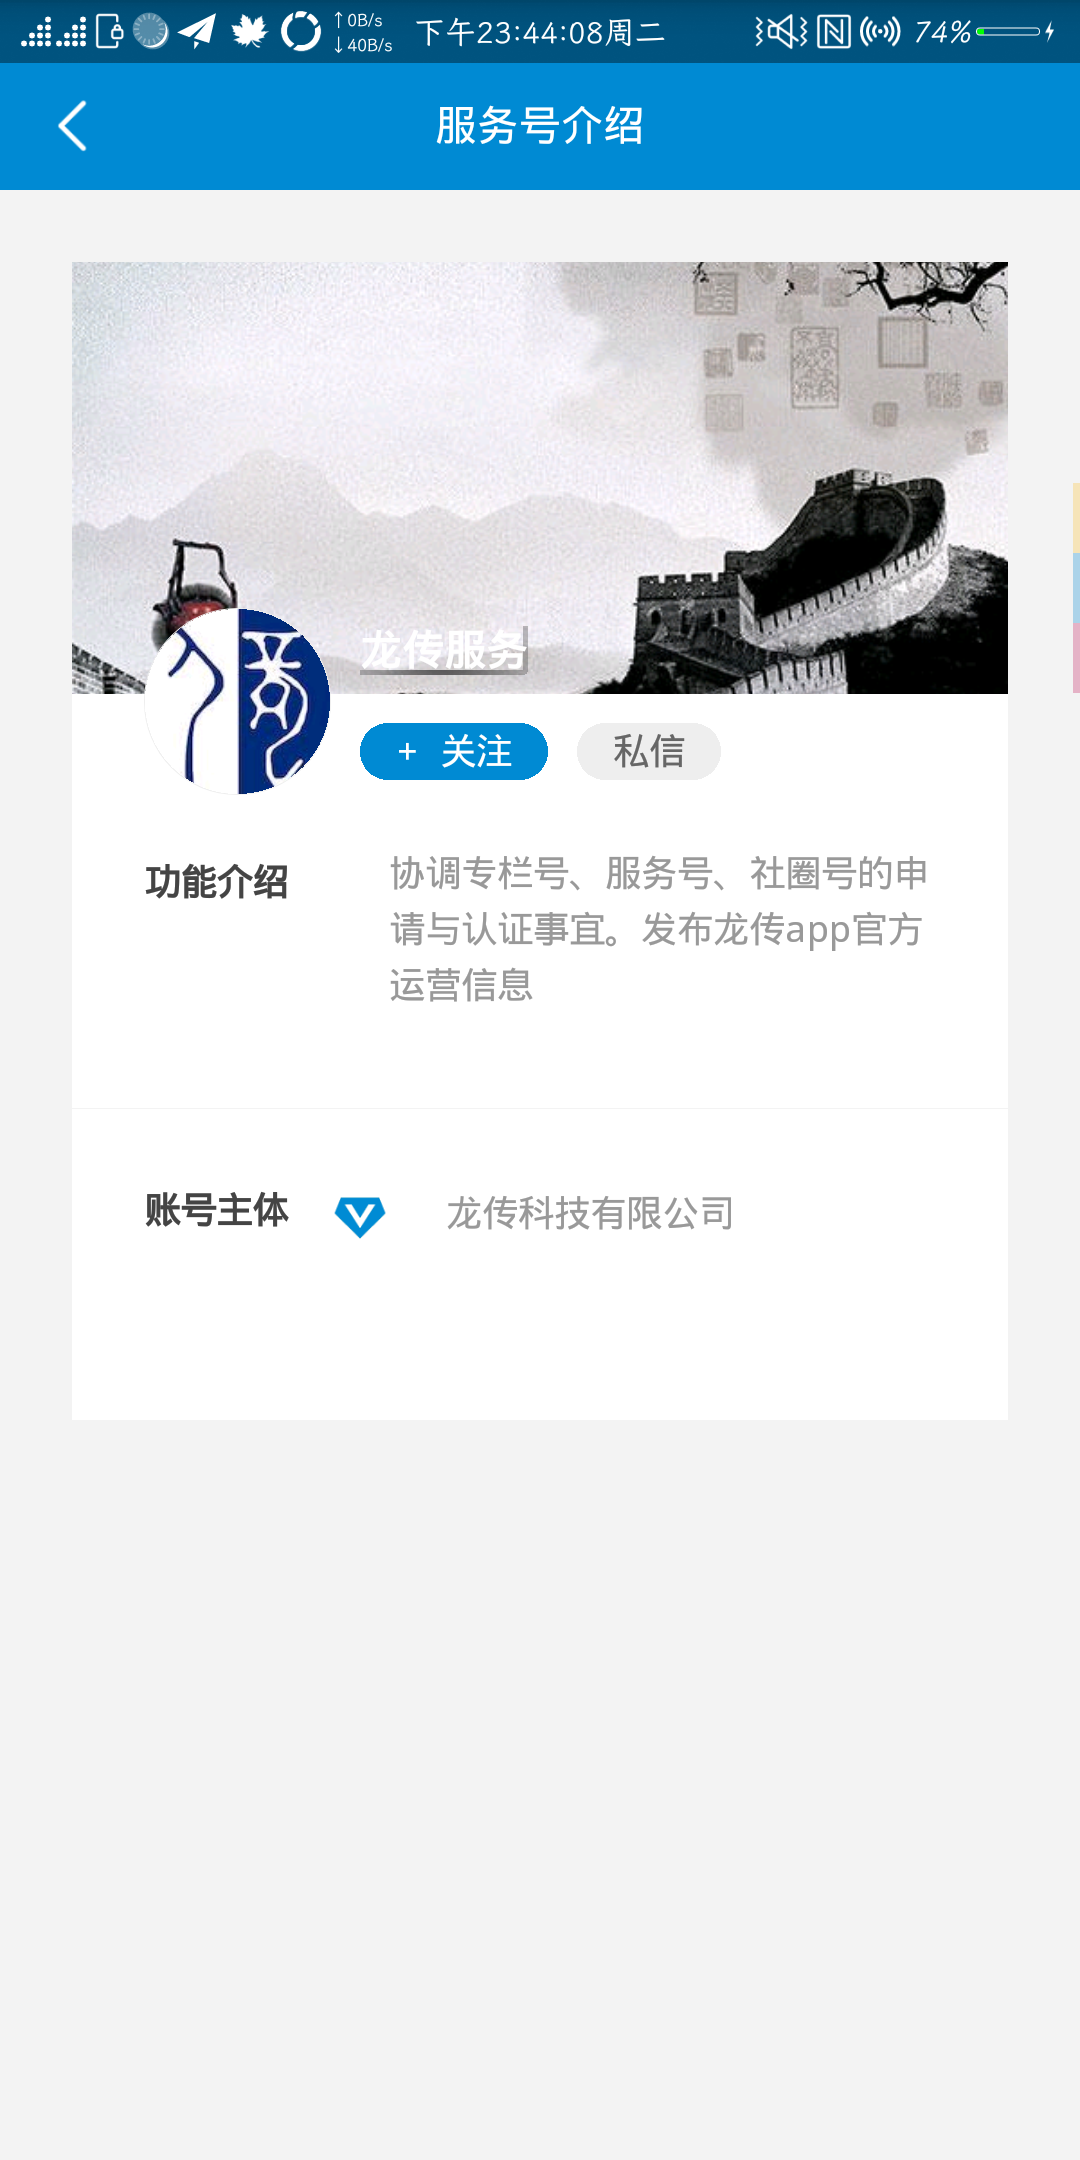 0B/s
40B/s
下午23:44:08周二
74%
服务号介绍
龙传服务
+ 关注
私信
功能介绍
协调专栏号、服务号、社圈号的申
请与认证事宜。发布龙传app官方
运营信息
账号主体
龙传科技有限公司